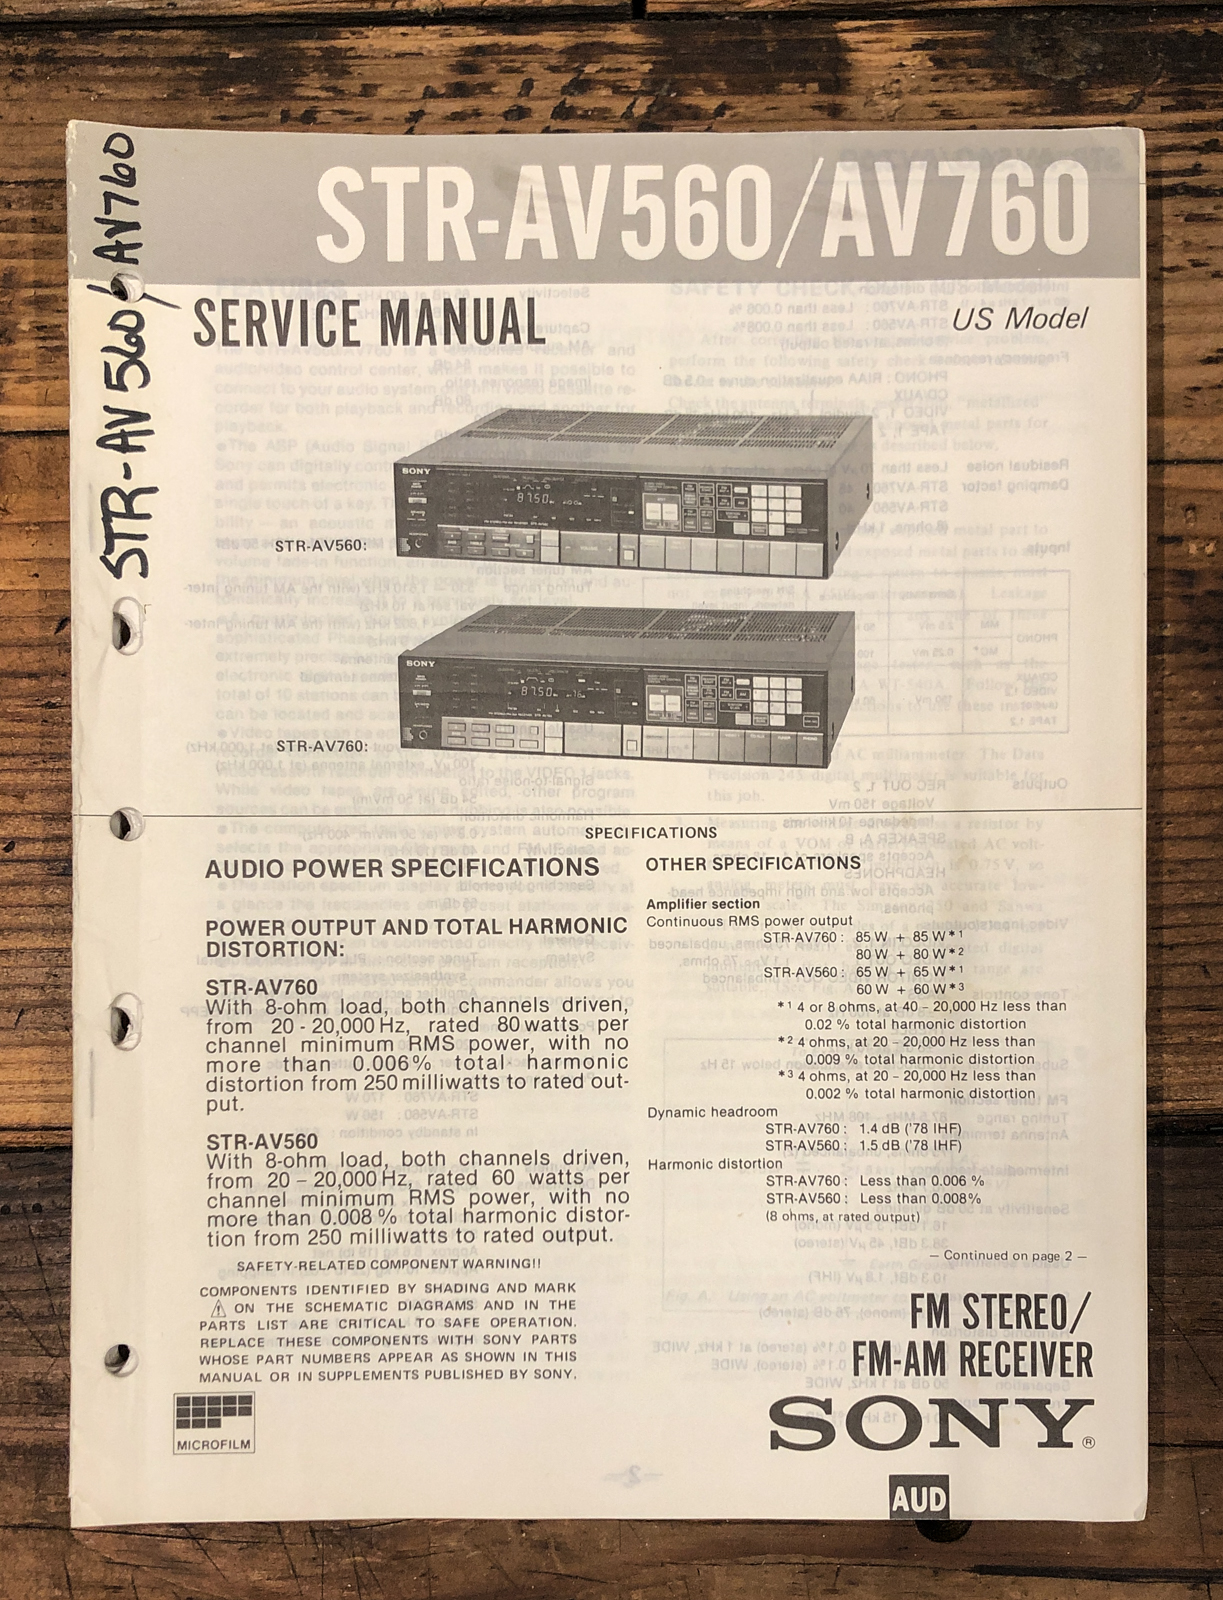 STR-AV560/AV760
STR-AV560/AV760
SERVICE MANUAL
US Model
SONY
8750
STR-AV560:
SONY
8750
STR-AV760:
SPECIFICATIONS
AUDIO POWER SPECIFICATIONS
POWER OUTPUT AND TOTAL HARMONIC
DISTORTION:
STR-AV760
With 8-ohm load, both channels driven,
from 20 - 20,000 Hz, rated 80 watts per
channel minimum RMS power, with no
more than 0.006% total harmonic
distortion from 250 milliwatts to rated out-
put.
STR-AV560
With 8-ohm load, both channels driven,
from 20 – 20,000 Hz, rated 60 watts per
channel minimum RMS power, with no
more than 0.008 % total harmonic distor-
tion from 250 milliwatts to rated output.
SAFETY-RELATED COMPONENT WARNING!!
COMPONENTS IDENTIFIED BY SHADING AND MARK
⚠ ON THE SCHEMATIC DIAGRAMS AND IN THE
PARTS LIST ARE CRITICAL TO SAFE OPERATION.
REPLACE THESE COMPONENTS WITH SONY PARTS
WHOSE PART NUMBERS APPEAR AS SHOWN IN THIS
MANUAL OR IN SUPPLEMENTS PUBLISHED BY SONY.
MICROFILM
OTHER SPECIFICATIONS
Amplifier section
Continuous RMS power output
STR-AV760: 85 W + 85 W*1
80 W + 80 W*2
STR-AV560: 65 W + 65 W*1
60 W + 60 W*3
*1 4 or 8 ohms, at 40 – 20,000 Hz less than
0.02 % total harmonic distortion
*2 4 ohms, at 20 – 20,000 Hz less than
0.009 % total harmonic distortion
*3 4 ohms, at 20 – 20,000 Hz less than
0.002 % total harmonic distortion
Dynamic headroom
STR-AV760: 1.4 dB ('78 IHF)
STR-AV560: 1.5 dB ('78 IHF)
Harmonic distortion
STR-AV760: Less than 0.006 %
STR-AV560: Less than 0.008%
(8 ohms, at rated output)
– Continued on page 2 –
FM STEREO/
FM-AM RECEIVER
SONY®
AUD